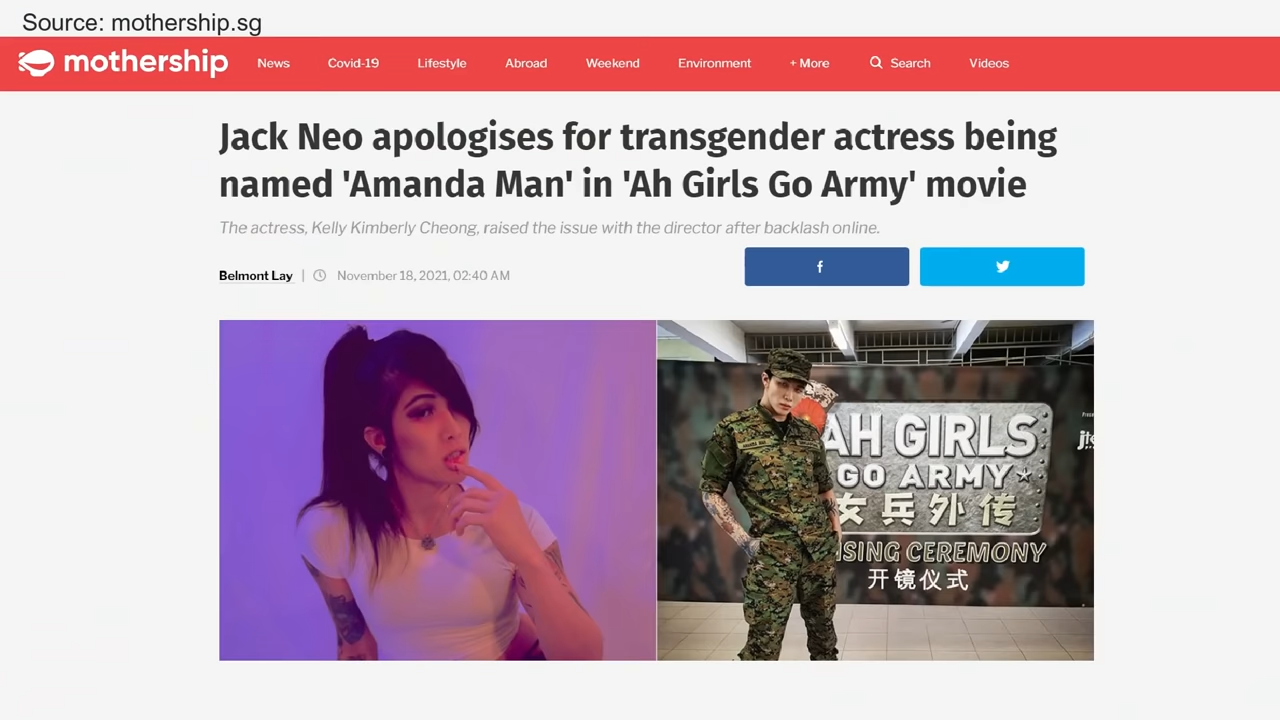 Source: mothership.sg
mothership News Covid-19 Lifestyle Abroad Weekend Environment + More Search Videos
Jack Neo apologises for transgender actress being
named 'Amanda Man' in 'Ah Girls Go Army' movie
The actress, Kelly Kimberly Cheong, raised the issue with the director after backlash online.
Belmont Lay | November 18, 2021, 02:40 AM
f
AH GIRLS
GO ARMY
女兵外传
ISING CEREMONY
开镜仪式